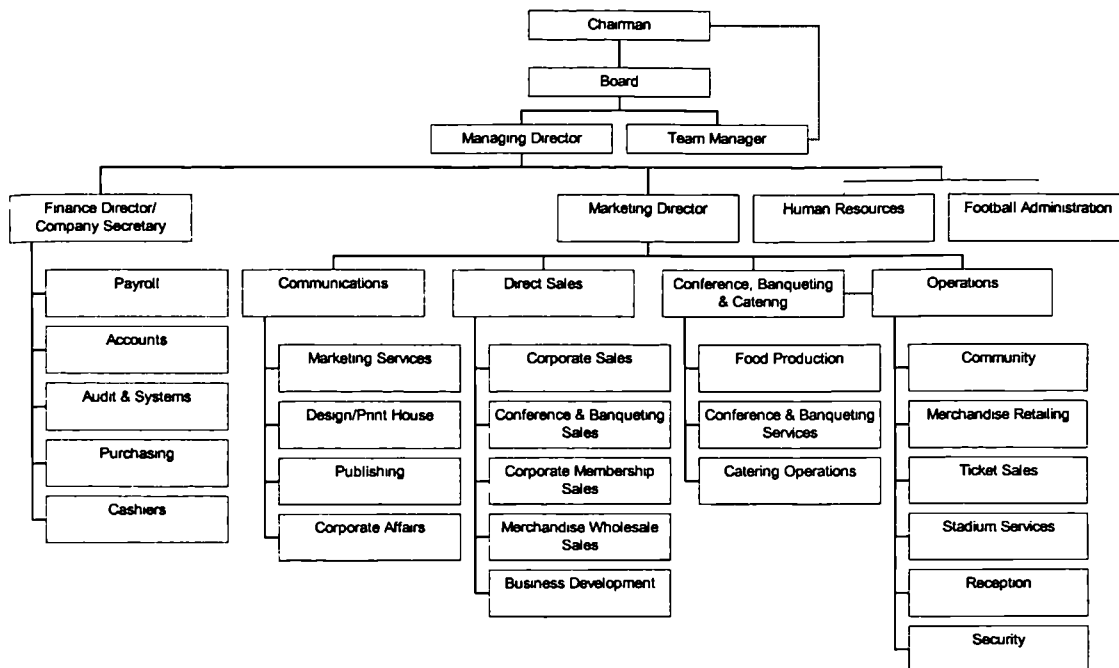 Chairman
Board
Managing Director
Team Manager
Finance Director/
Company Secretary
Marketing Director
Human Resources
Football Administration
Payroll
Accounts
Audit & Systems
Purchasing
Cashiers
Communications
Marketing Services
Design/Print House
Publishing
Corporate Affairs
Direct Sales
Corporate Sales
Conference & Banqueting
Sales
Corporate Membership
Sales
Merchandise Wholesale
Sales
Business Development
Conference, Banqueting
& Catering
Food Production
Conference & Banqueting
Services
Catering Operations
Operations
Community
Merchandise Retailing
Ticket Sales
Stadium Services
Reception
Security